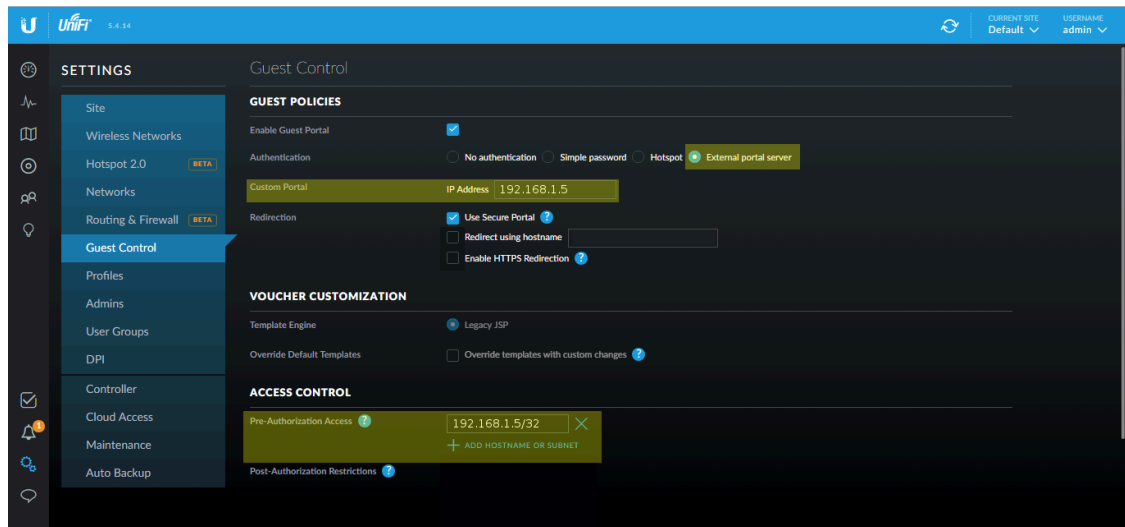 UniFi 5.4.14
CURRENT SITE
Default
USERNAME
admin
SETTINGS
Site
Wireless Networks
Hotspot 2.0 BETA
Networks
Routing & Firewall BETA
Guest Control
Profiles
Admins
User Groups
DPI
Controller
Cloud Access
Maintenance
Auto Backup
1
Guest Control
GUEST POLICIES
Enable Guest Portal
Authentication No authentication Simple password Hotspot External portal server
Custom Portal IP Address 192.168.1.5
Redirection Use Secure Portal ?
Redirect using hostname
Enable HTTPS Redirection ?
VOUCHER CUSTOMIZATION
Template Engine Legacy JSP
Override Default Templates Override templates with custom changes ?
ACCESS CONTROL
Pre-Authorization Access ? 192.168.1.5/32
ADD HOSTNAME OR SUBNET
Post-Authorization Restrictions ?